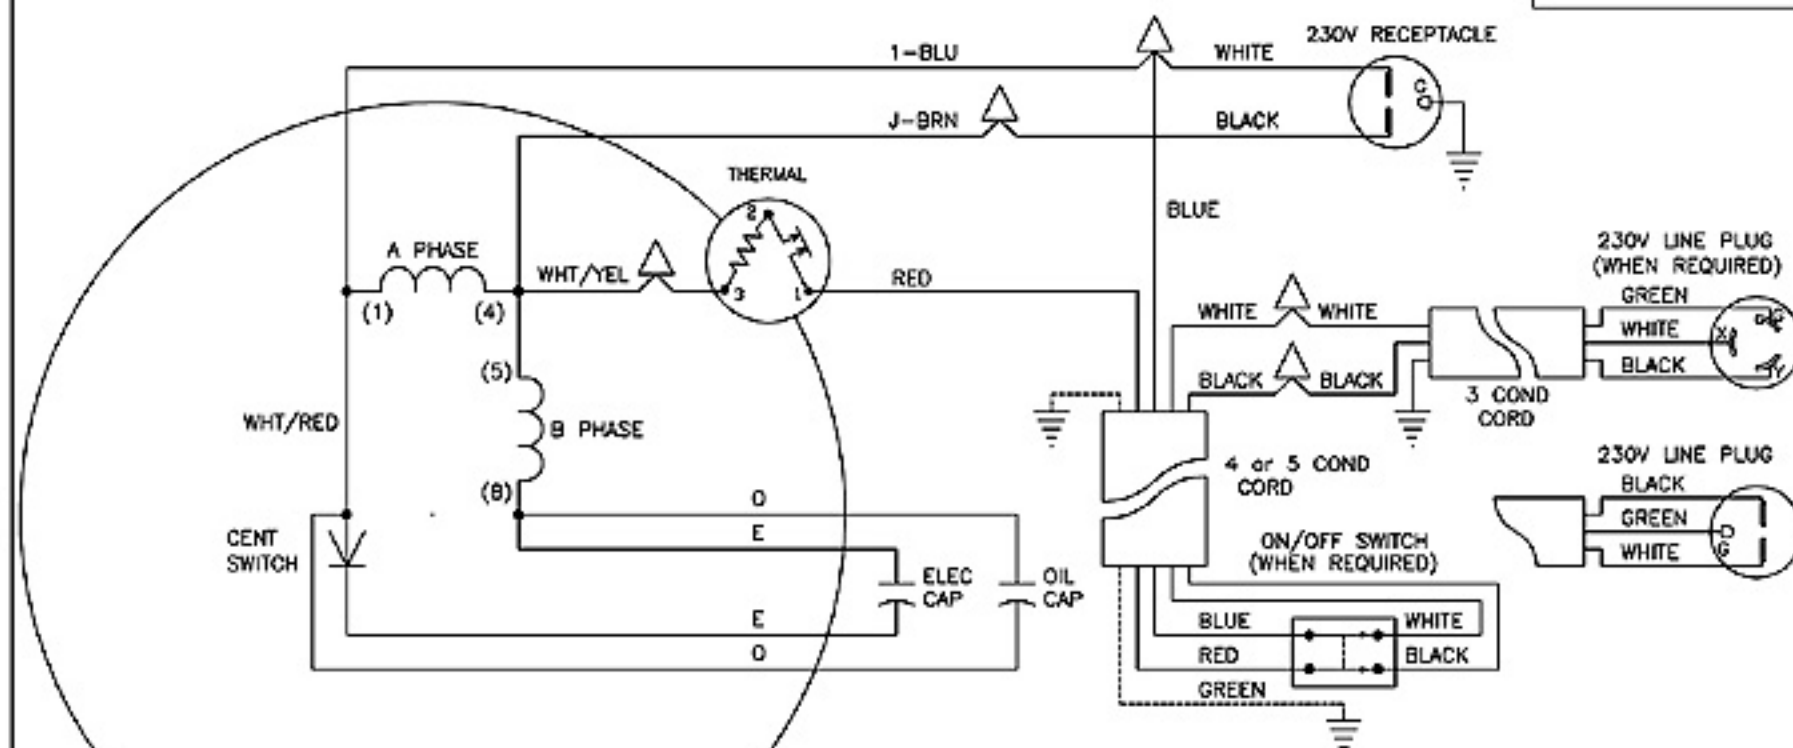 230V RECEPTACLE
1-BLU
WHITE
G
J-BRN
BLACK
THERMAL
BLUE
2
A PHASE
WHT/YEL
3
1
RED
(1)
(4)
230V LINE PLUG
(WHEN REQUIRED)
GREEN
WHITE
WHITE
WHITE
X
G
Y
BLACK
BLACK
BLACK
3 COND
CORD
(5)
WHT/RED
B PHASE
(8)
4 or 5 COND
CORD
230V LINE PLUG
BLACK
GREEN
G
WHITE
O
E
CENT
SWITCH
ON/OFF SWITCH
(WHEN REQUIRED)
ELEC
CAP
OIL
CAP
E
O
BLUE
WHITE
RED
BLACK
GREEN